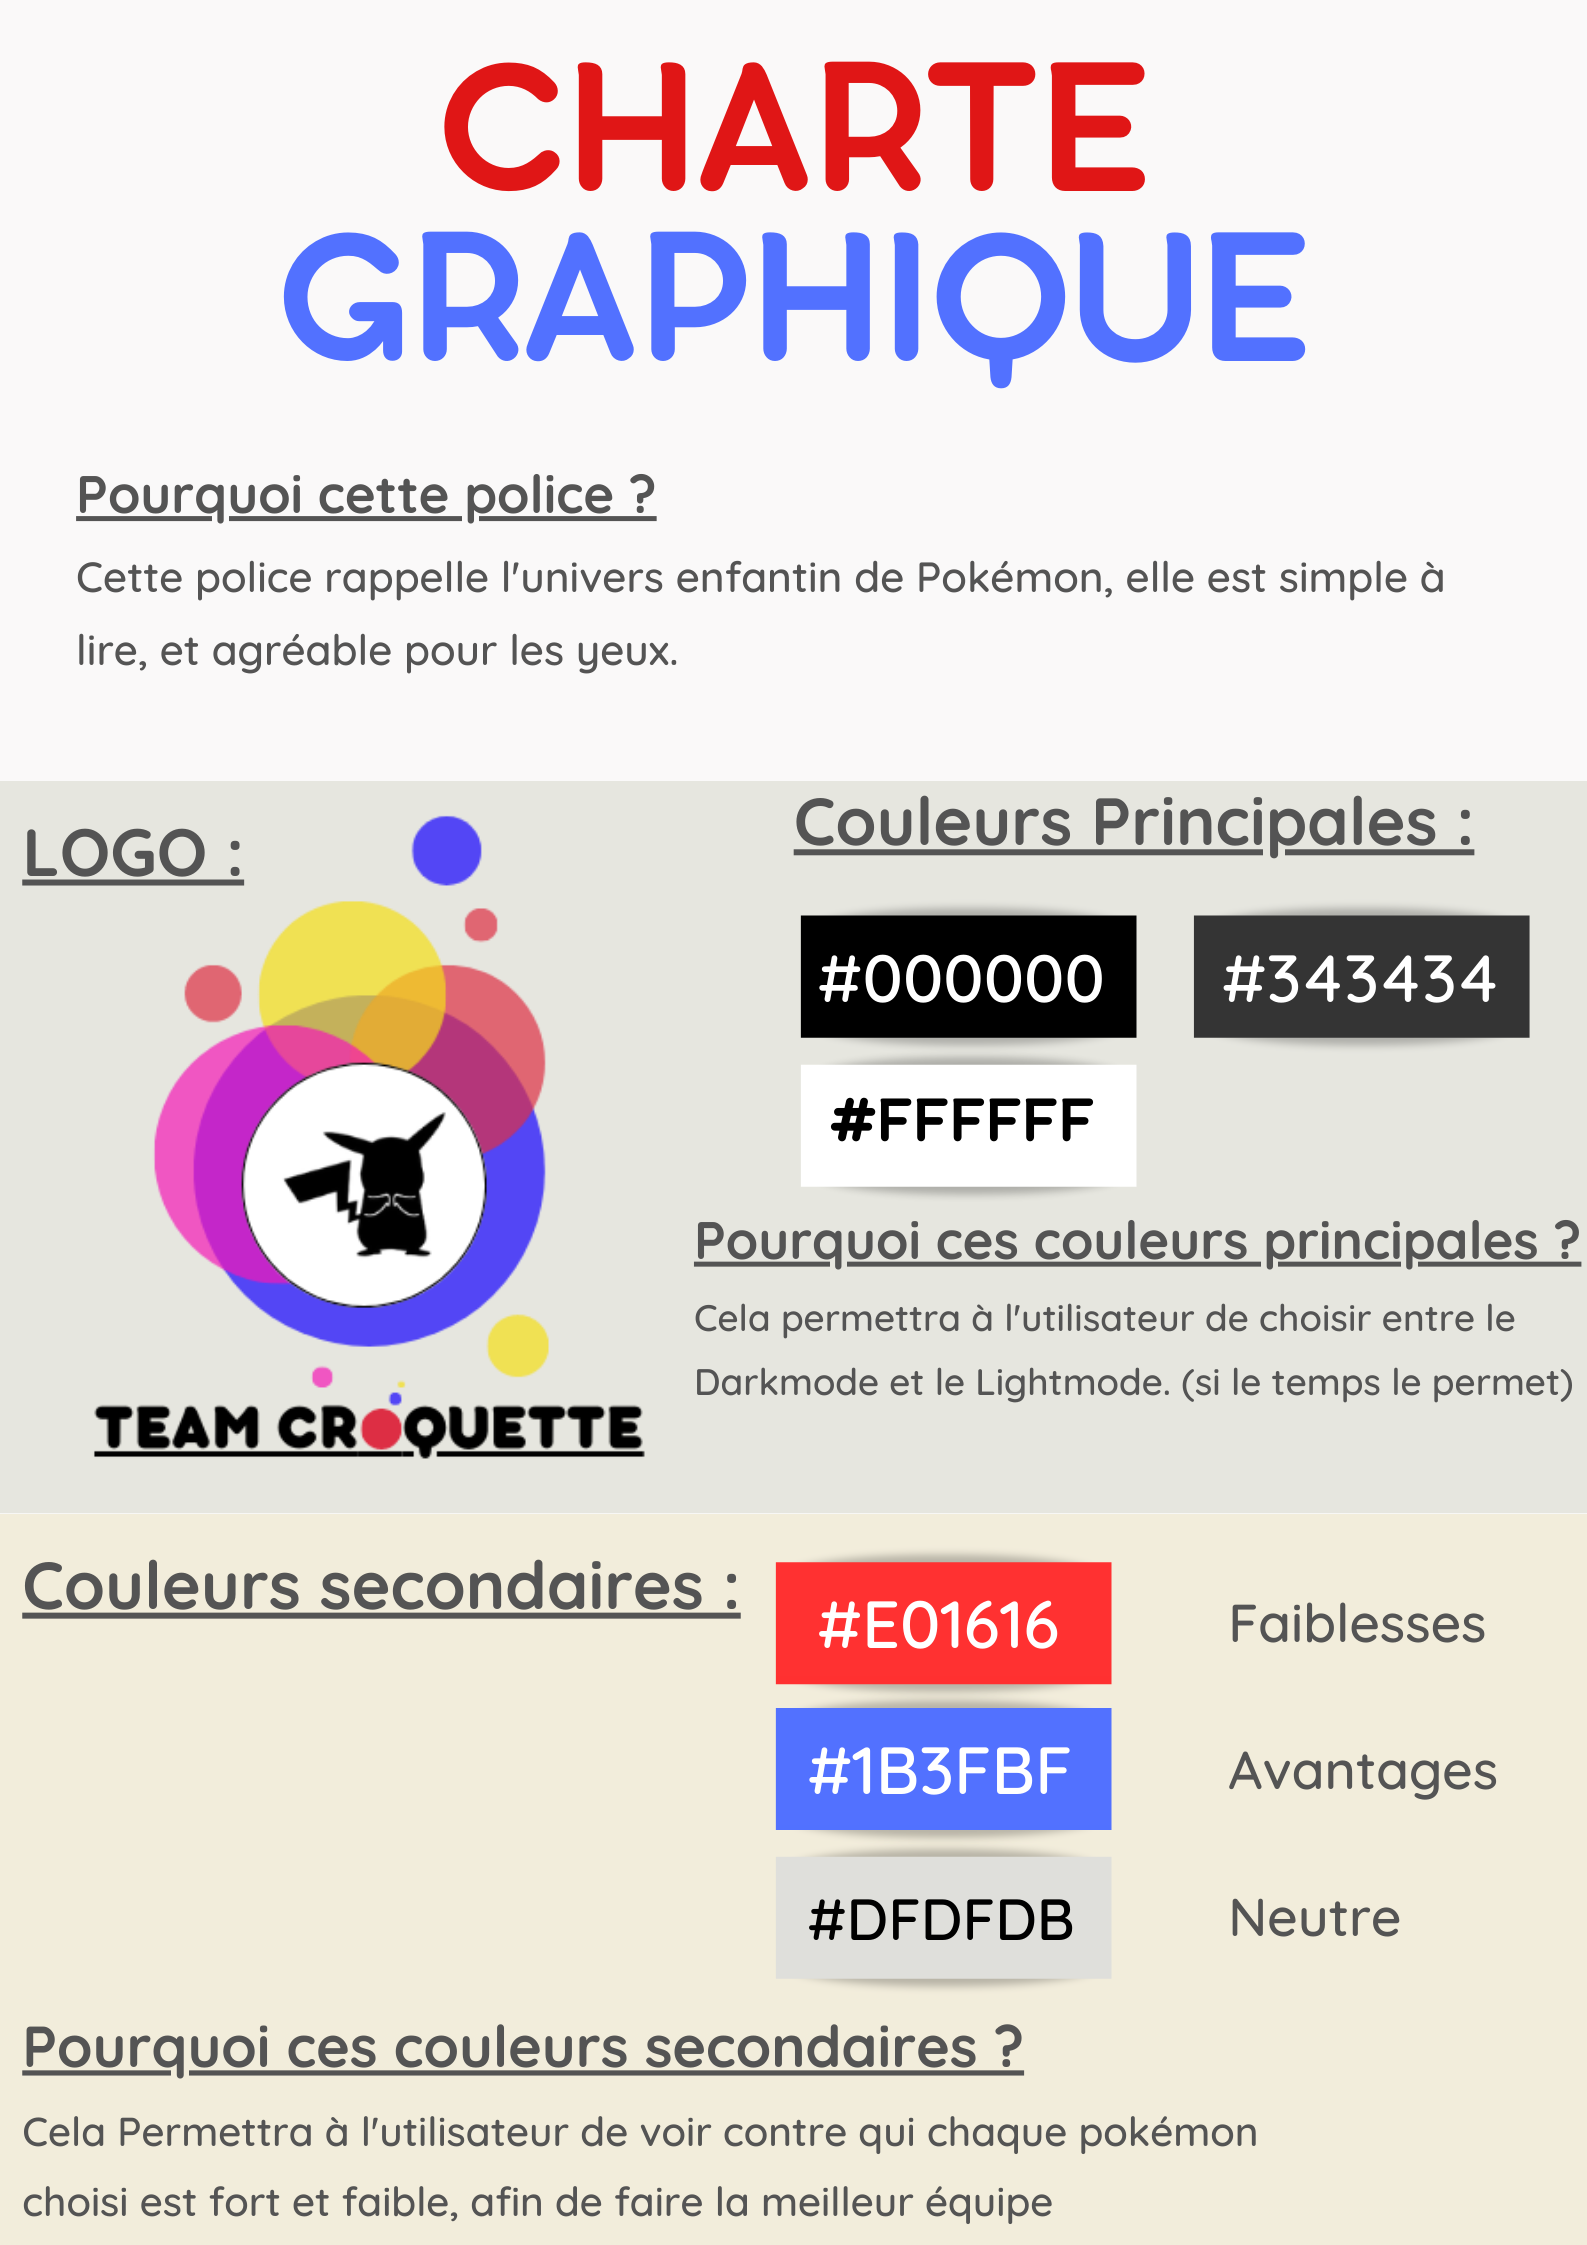 CHARTE
GRAPHIQUE
Pourquoi cette police ?
Cette police rappelle l'univers enfantin de Pokémon, elle est simple à
lire, et agréable pour les yeux.
LOGO :
TEAM CROQUETTE
Couleurs Principales :
#000000
#343434
#FFFFFF
Pourquoi ces couleurs principales ?
Cela permettra à l'utilisateur de choisir entre le
Darkmode et le Lightmode. (si le temps le permet)
Couleurs secondaires :
#E01616
Faiblesses
#1B3FBF
Avantages
#DFDFDB
Neutre
Pourquoi ces couleurs secondaires ?
Cela Permettra à l'utilisateur de voir contre qui chaque pokémon
choisi est fort et faible, afin de faire la meilleur équipe